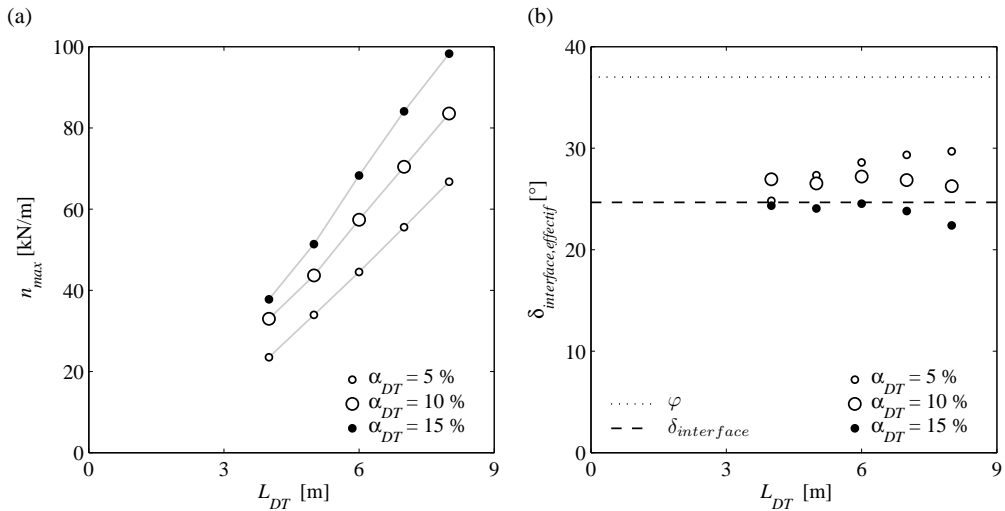 (a)
100
80
60
40
20
0
n_max [kN/m]
α_DT = 5 %
α_DT = 10 %
α_DT = 15 %
0 3 6 9
L_DT [m]
(b)
40
30
20
10
0
δ_interface,effectif [°]
φ
δ_interface
α_DT = 5 %
α_DT = 10 %
α_DT = 15 %
0 3 6 9
L_DT [m]